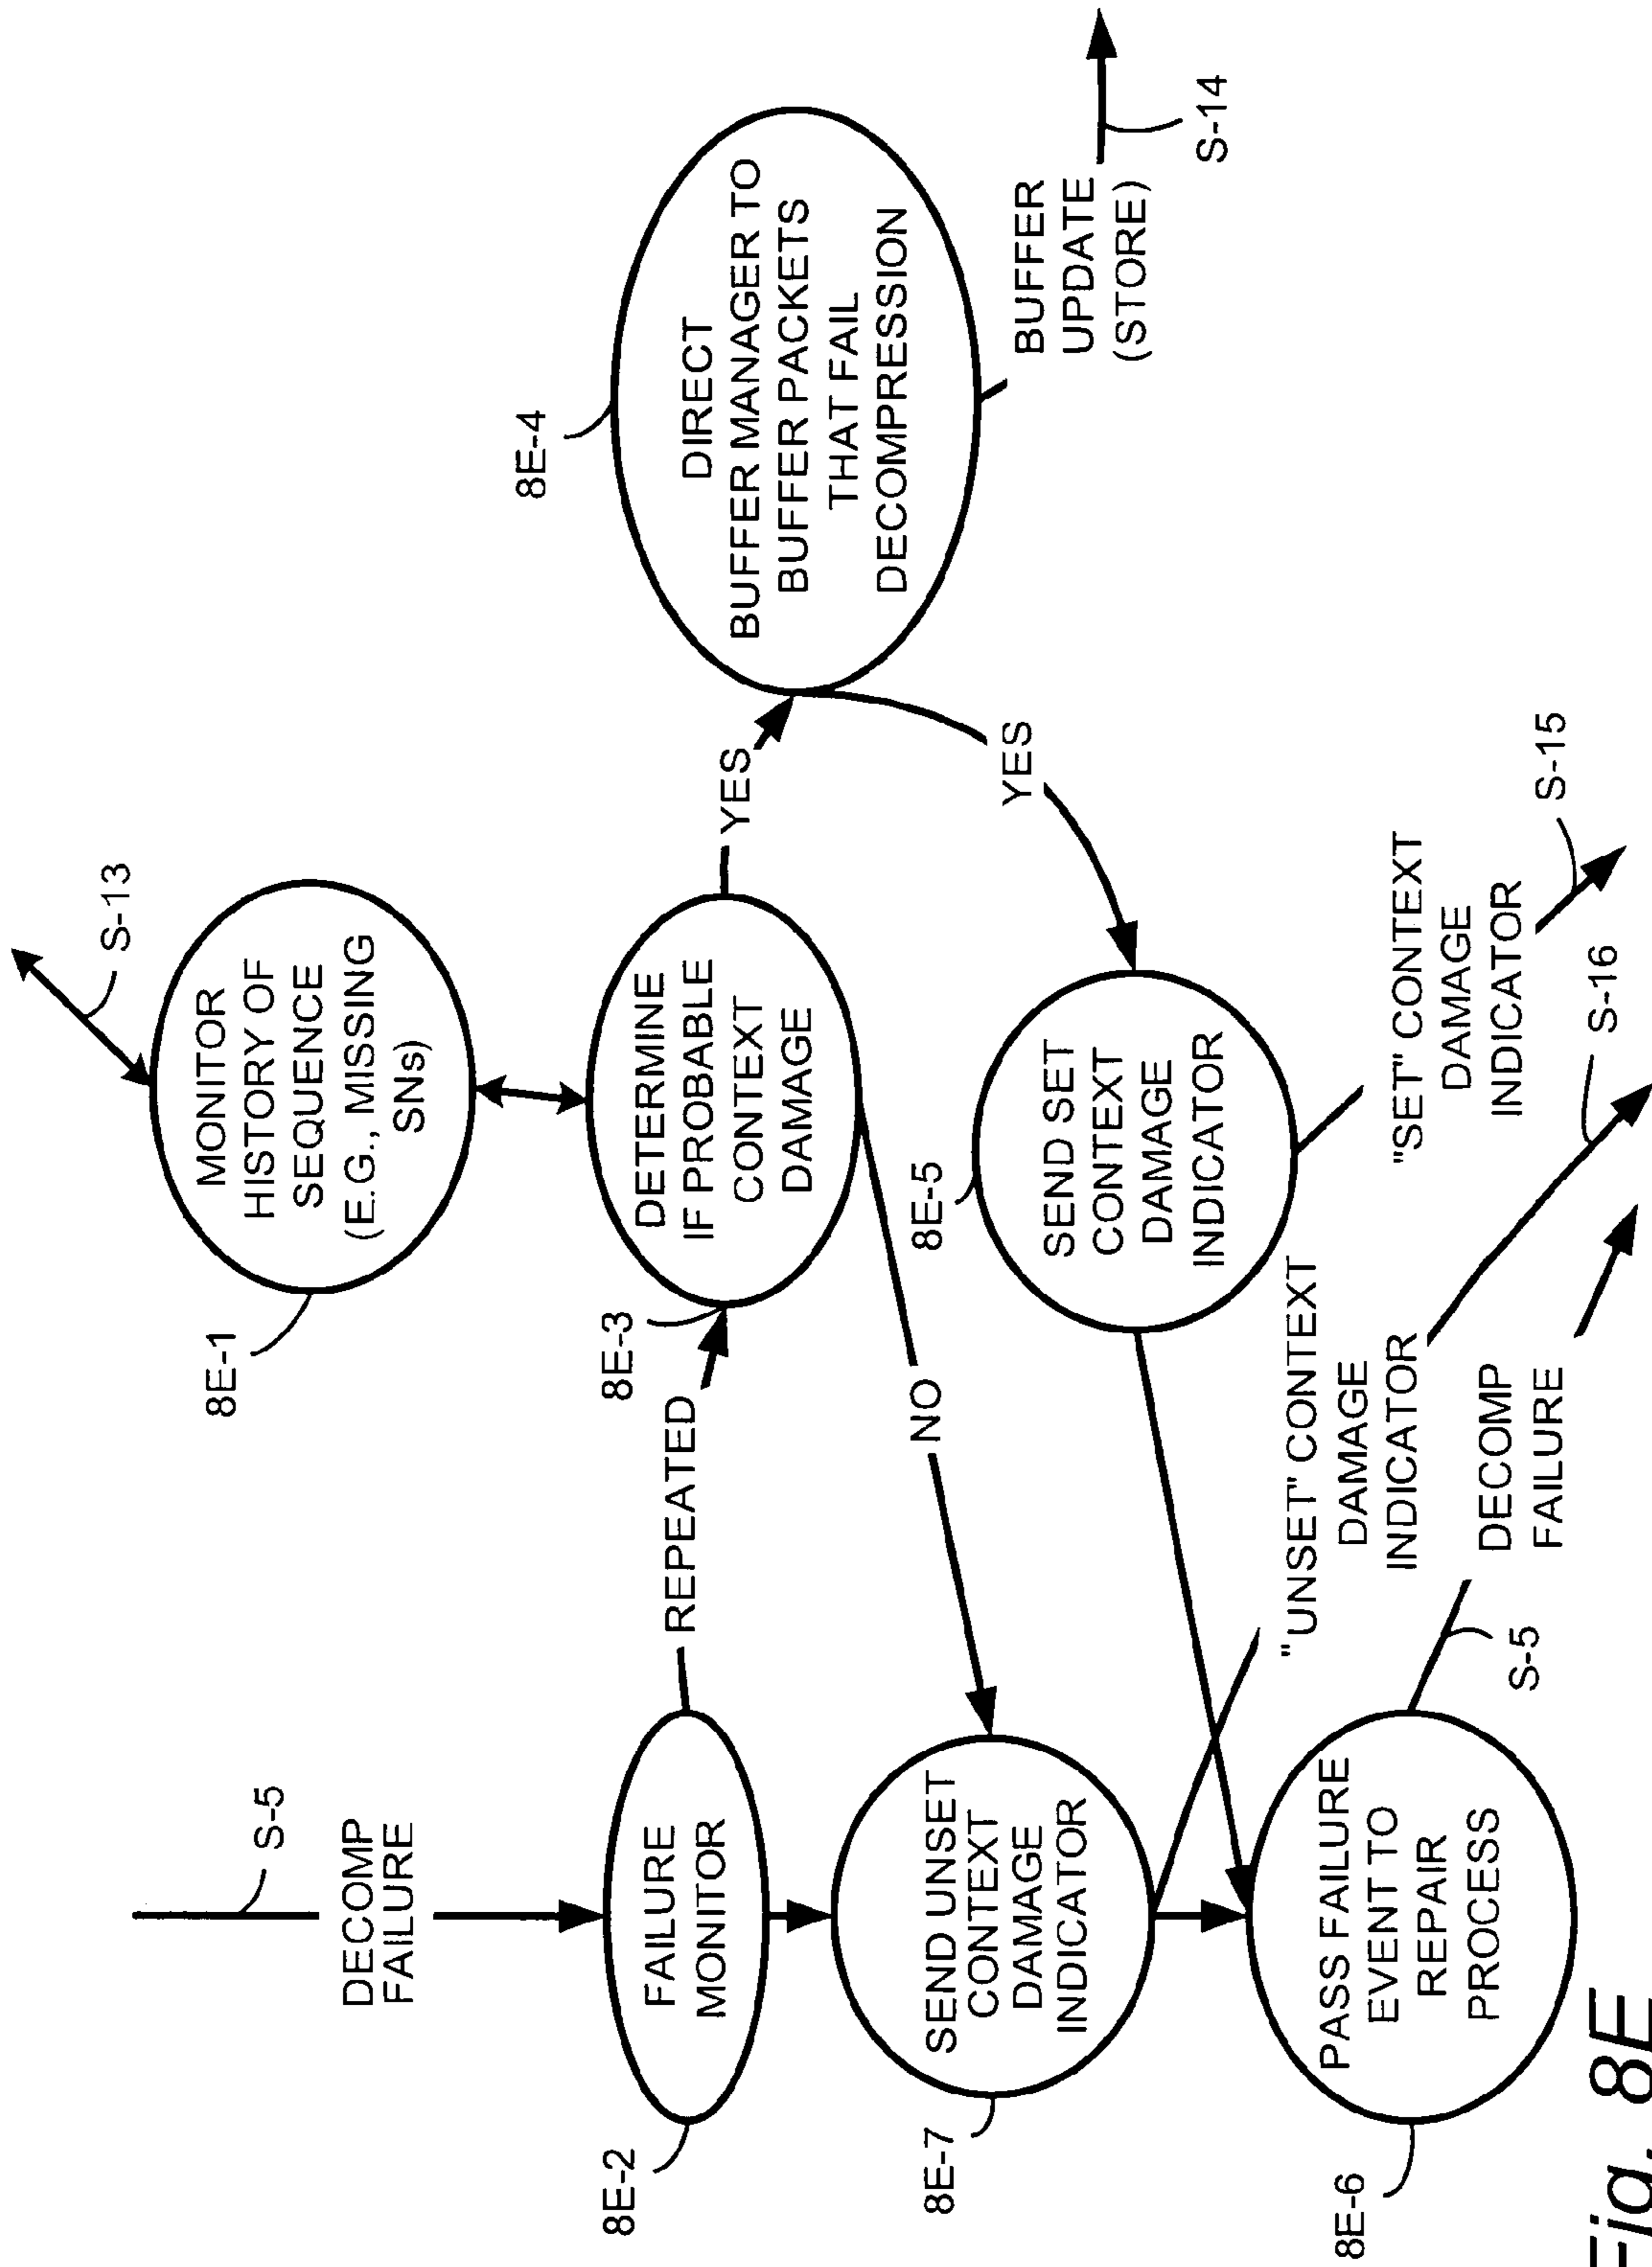 S-13
MONITOR
HISTORY OF
SEQUENCE
(E.G., MISSING
SNs)
8E-1
S-5
DECOMP
FAILURE
FAILURE
MONITOR
8E-2
REPEATED
8E-3
DETERMINE
IF PROBABLE
CONTEXT
DAMAGE
YES
8E-4
DIRECT
BUFFER MANAGER TO
BUFFER PACKETS
THAT FAIL
DECOMPRESSION
BUFFER
UPDATE
(STORE)
S-14
NO
YES
8E-7
SEND UNSET
CONTEXT
DAMAGE
INDICATOR
8E-5
SEND SET
CONTEXT
DAMAGE
INDICATOR
"SET" CONTEXT
DAMAGE
INDICATOR
S-15
"UNSET' CONTEXT
DAMAGE
INDICATOR
S-16
8E-6
PASS FAILURE
EVENT TO
REPAIR
PROCESS
S-5
DECOMP
FAILURE
Fig. 8E